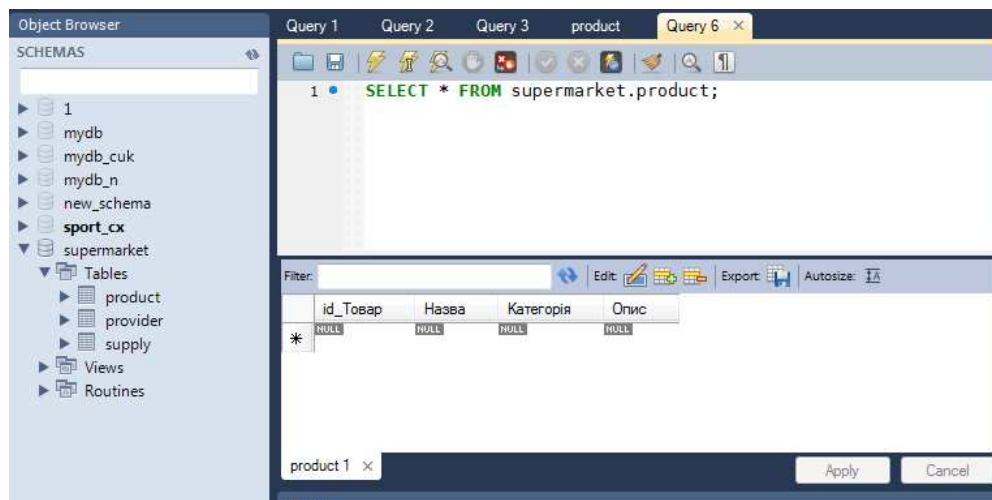 Object Browser
SCHEMAS
1
mydb
mydb_cuk
mydb_n
new_schema
sport_cx
supermarket
Tables
product
provider
supply
Views
Routines
Query 1 Query 2 Query 3 product Query 6
1 SELECT * FROM supermarket.product;
Filter: Edit: Export: Autosize:
id_Товар Назва Категорія Опис
NULL NULL NULL NULL
product 1
Apply Cancel